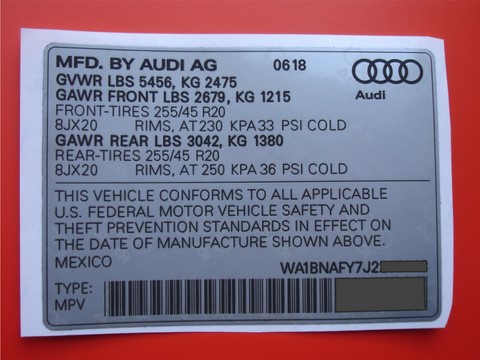 MFD. BY AUDI AG 0618
GVWR LBS 5456, KG 2475
GAWR FRONT LBS 2679, KG 1215
Audi
FRONT-TIRES 255/45 R20
8JX20 RIMS, AT 230 KPA 33 PSI COLD
GAWR REAR LBS 3042, KG 1380
REAR-TIRES 255/45 R20
8JX20 RIMS, AT 250 KPA 36 PSI COLD
THIS VEHICLE CONFORMS TO ALL APPLICABLE
U.S. FEDERAL MOTOR VEHICLE SAFETY AND
THEFT PREVENTION STANDARDS IN EFFECT ON
THE DATE OF MANUFACTURE SHOWN ABOVE.
MEXICO WA1BNAFY7J2
TYPE:
MPV